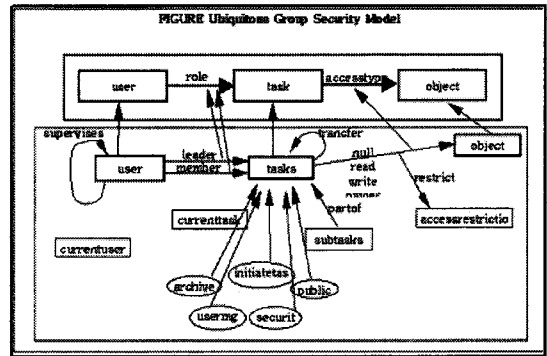 FIGURE Ubiquitous Group Security Model
user
role
task
accesstype
object
supervises
user
leader
member
tasks
transfer
null
read
write
object
restrict
currenttask
partof
subtasks
accessrestrictio
currentuser
archive
initiatetas
public
usermg
securit